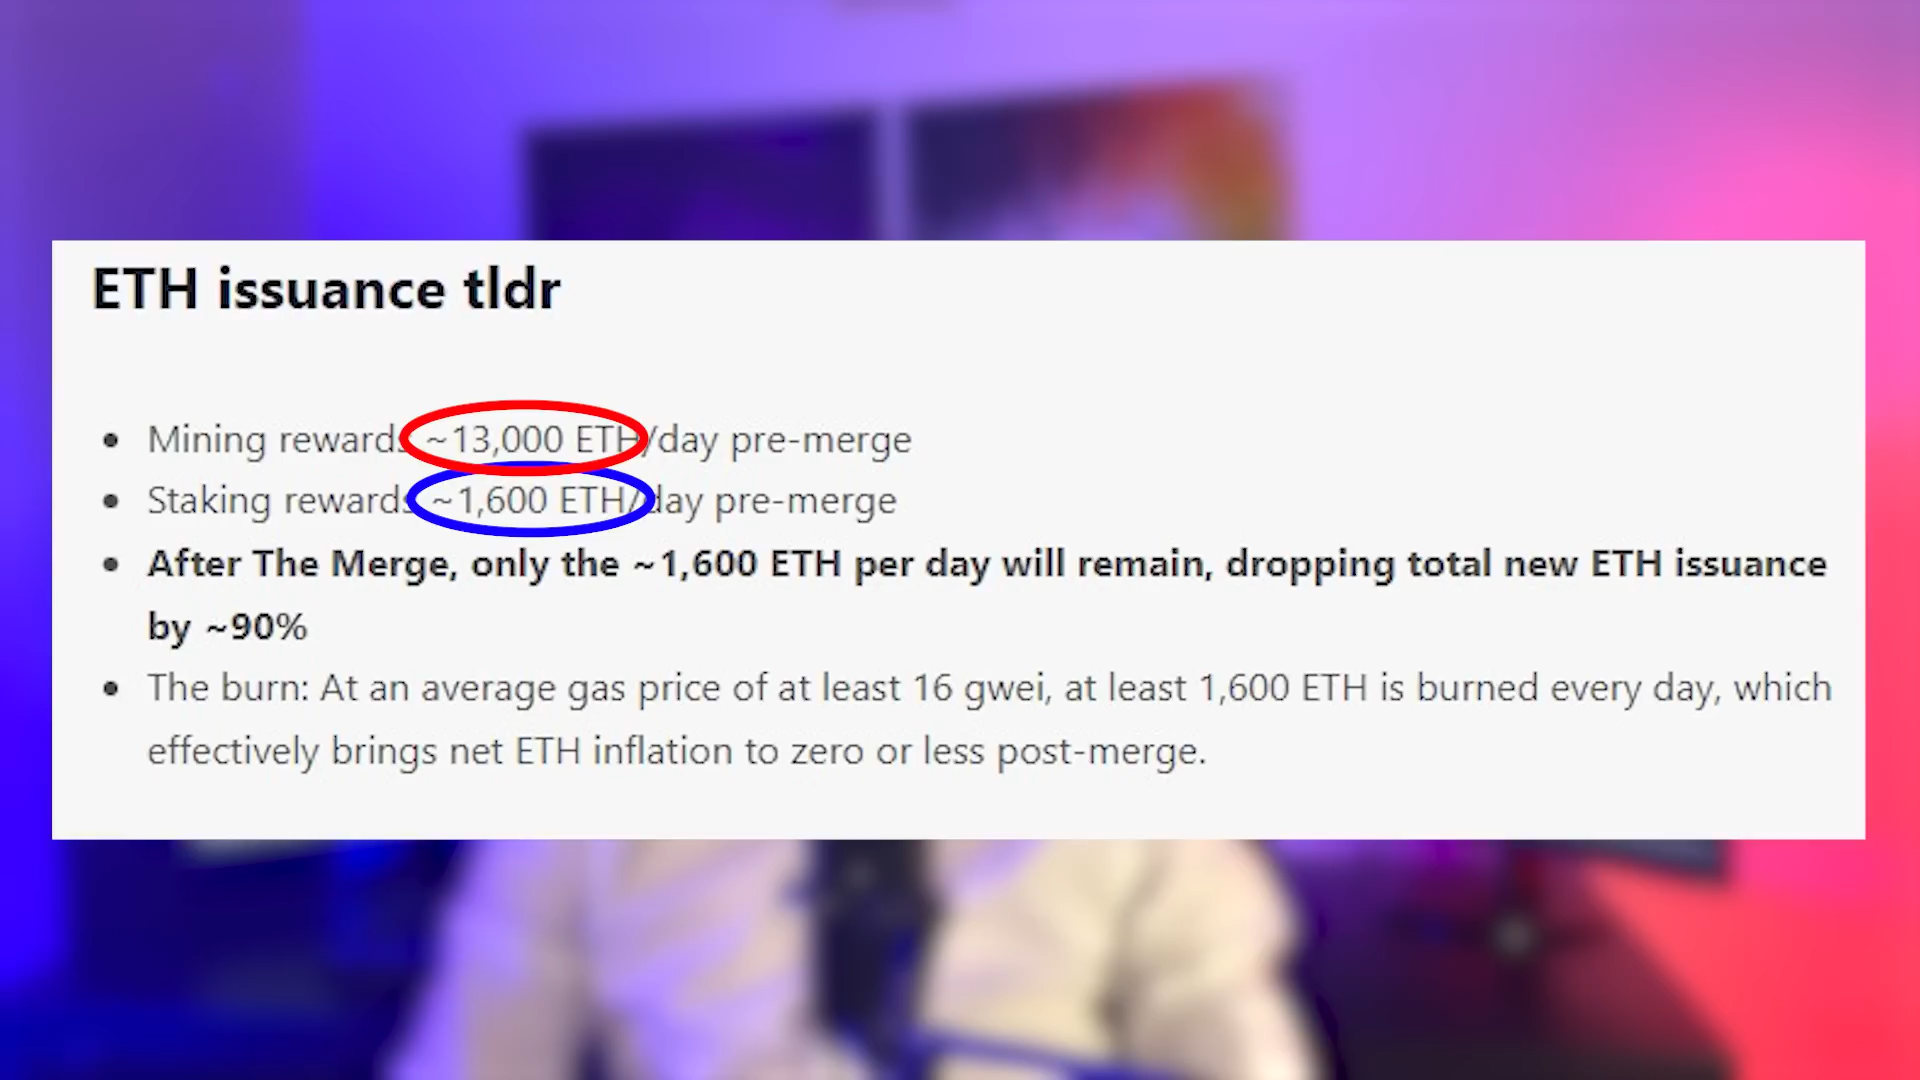 ETH issuance tldr
• Mining rewards ~13,000 ETH/day pre-merge
• Staking rewards ~1,600 ETH/day pre-merge
• After The Merge, only the ~1,600 ETH per day will remain, dropping total new ETH issuance
by ~90%
• The burn: At an average gas price of at least 16 gwei, at least 1,600 ETH is burned every day, which
effectively brings net ETH inflation to zero or less post-merge.